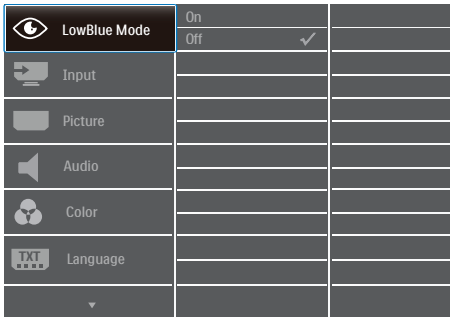 LowBlue Mode
On
Off
Input
Picture
Audio
Color
TXT
Language